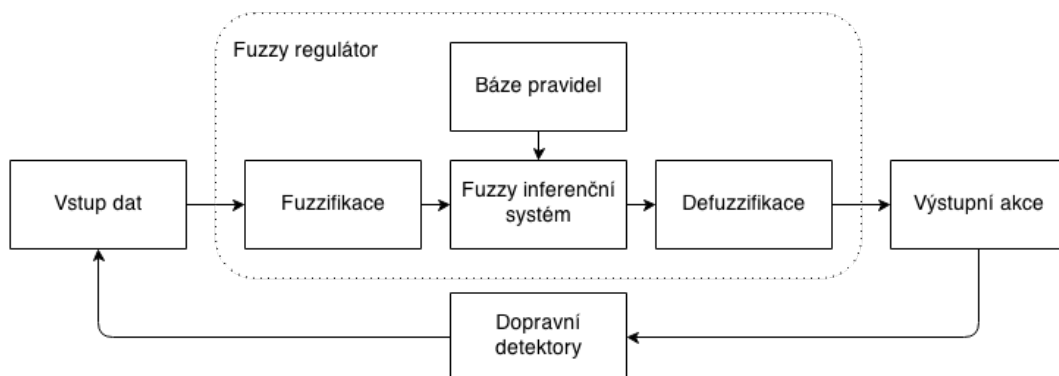 Fuzzy regulátor
Báze pravidel
Vstup dat
Fuzzifikace
Fuzzy inferenční
systém
Defuzzifikace
Výstupní akce
Dopravní
detektory